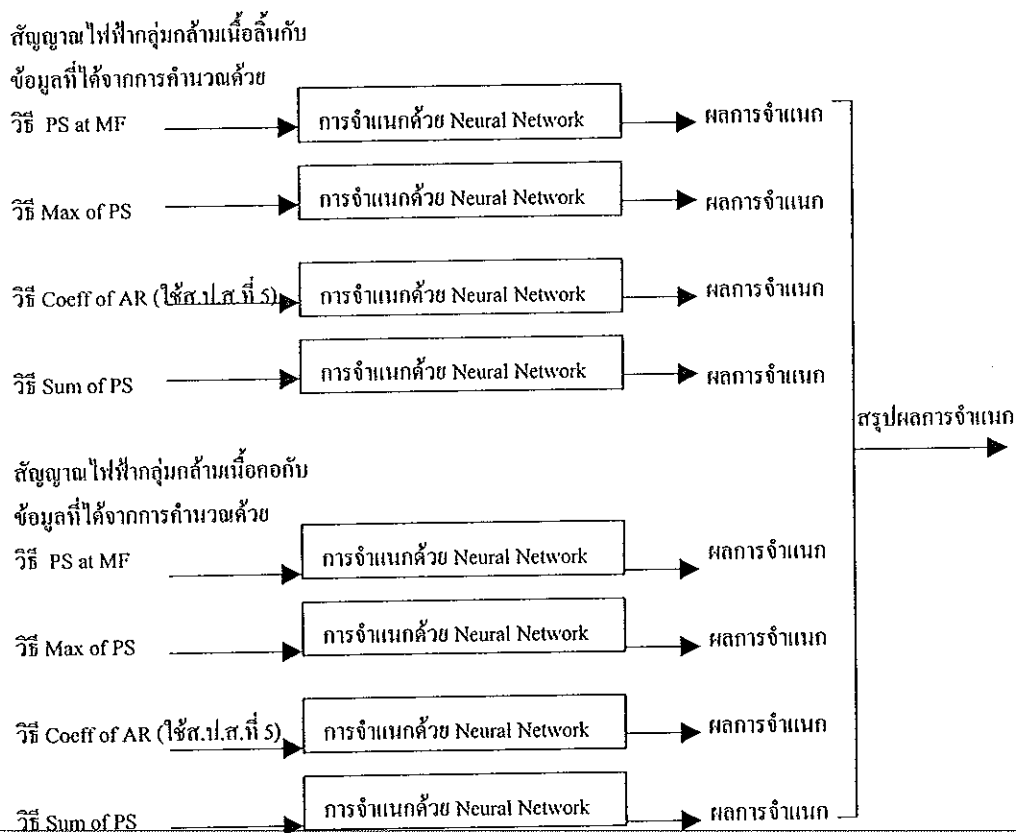 สัญญาณไฟฟ้ากลุ่มกล้ามเนื้อลิ้นกับ
ข้อมูลที่ได้จากการคำนวณด้วย
วิธี PS at MF การจำแนกด้วย Neural Network ผลการจำแนก
วิธี Max of PS การจำแนกด้วย Neural Network ผลการจำแนก
วิธี Coeff of AR (ใช้ส.ป.ส.ที่ 5) การจำแนกด้วย Neural Network ผลการจำแนก
วิธี Sum of PS การจำแนกด้วย Neural Network ผลการจำแนก
สรุปผลการจำแนก
สัญญาณไฟฟ้ากลุ่มกล้ามเนื้อคอกับ
ข้อมูลที่ได้จากการคำนวณด้วย
วิธี PS at MF การจำแนกด้วย Neural Network ผลการจำแนก
วิธี Max of PS การจำแนกด้วย Neural Network ผลการจำแนก
วิธี Coeff of AR (ใช้ส.ป.ส.ที่ 5) การจำแนกด้วย Neural Network ผลการจำแนก
วิธี Sum of PS การจำแนกด้วย Neural Network ผลการจำแนก